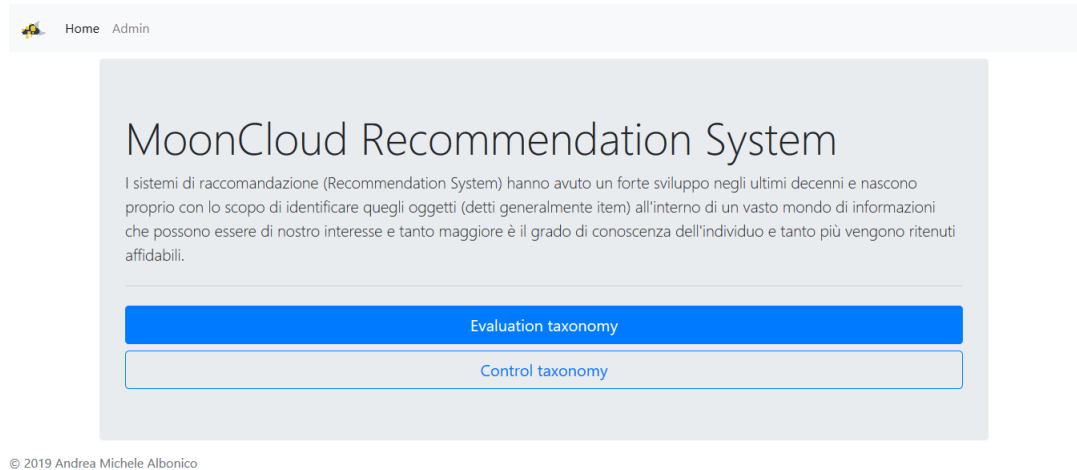 Home Admin
MoonCloud Recommendation System
I sistemi di raccomandazione (Recommendation System) hanno avuto un forte sviluppo negli ultimi decenni e nascono
proprio con lo scopo di identificare quegli oggetti (detti generalmente item) all'interno di un vasto mondo di informazioni
che possono essere di nostro interesse e tanto maggiore è il grado di conoscenza dell'individuo e tanto più vengono ritenuti
affidabili.
Evaluation taxonomy
Control taxonomy
© 2019 Andrea Michele Albonico